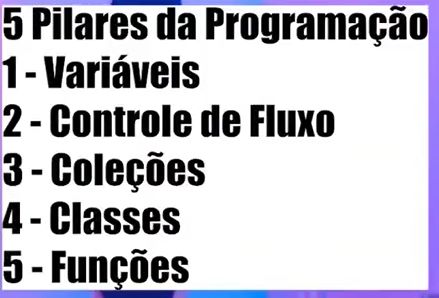 5 Pilares da Programação
1 - Variáveis
2 - Controle de Fluxo
3 - Coleções
4 - Classes
5 - Funções